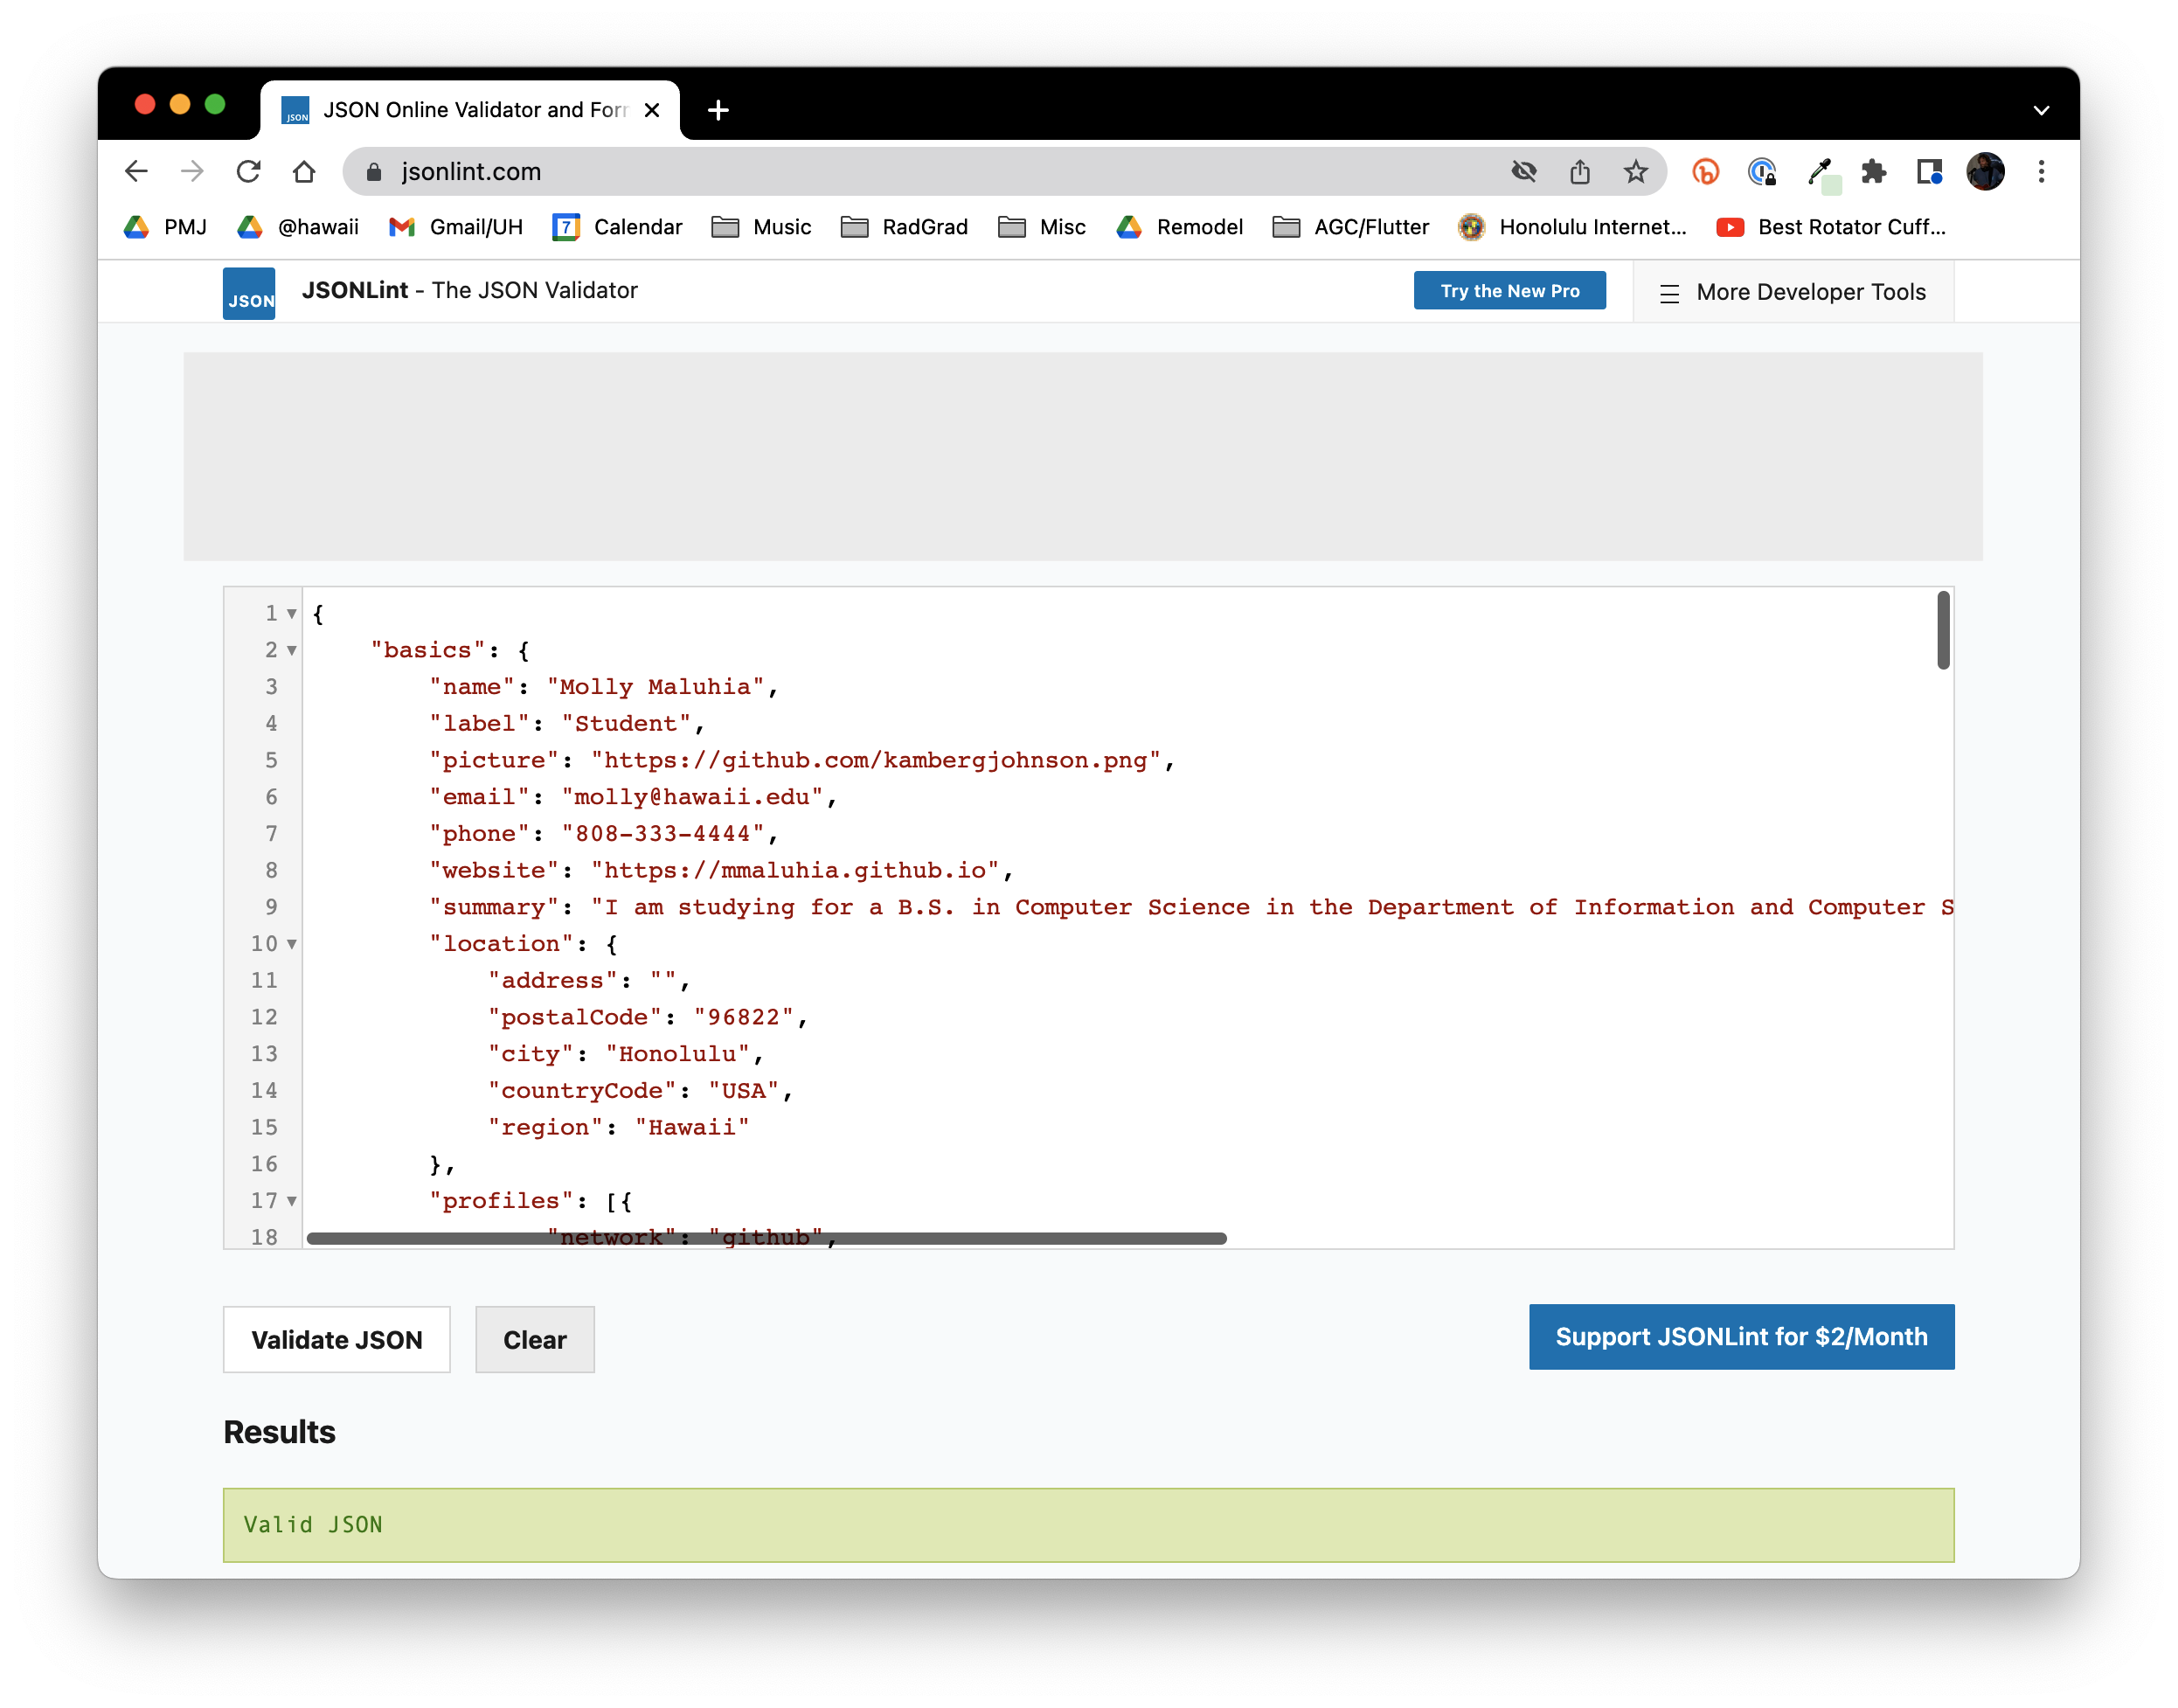 JSON Online Validator and For
jsonlint.com
PMJ @hawaii Gmail/UH 7 Calendar Music RadGrad Misc Remodel AGC/Flutter Honolulu Internet... Best Rotator Cuff...
JSON JSONLint - The JSON Validator Try the New Pro More Developer Tools
1 {
2 "basics": {
3 "name": "Molly Maluhia",
4 "label": "Student",
5 "picture": "https://github.com/kambergjohnson.png",
6 "email": "molly@hawaii.edu",
7 "phone": "808-333-4444",
8 "website": "https://mmaluhia.github.io",
9 "summary": "I am studying for a B.S. in Computer Science in the Department of Information and Computer S
10 "location": {
11 "address": "",
12 "postalCode": "96822",
13 "city": "Honolulu",
14 "countryCode": "USA",
15 "region": "Hawaii"
16 },
17 "profiles": [{
18 "network": "github",
Validate JSON Clear Support JSONLint for $2/Month
Results
Valid JSON